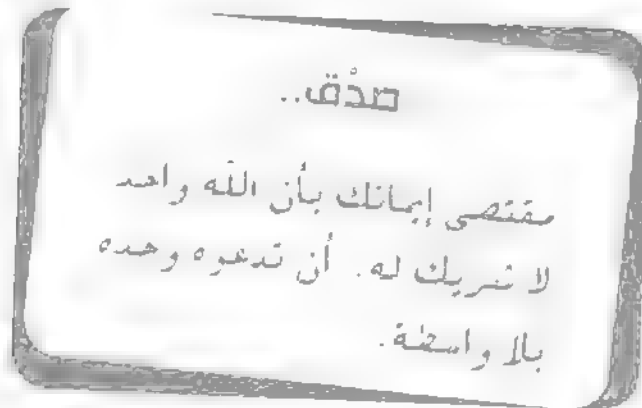 صدْق..
مقتضى إيمانك بأن الله واحد
لا شريك له. أن تدعوه وحده
بلا واسطة.